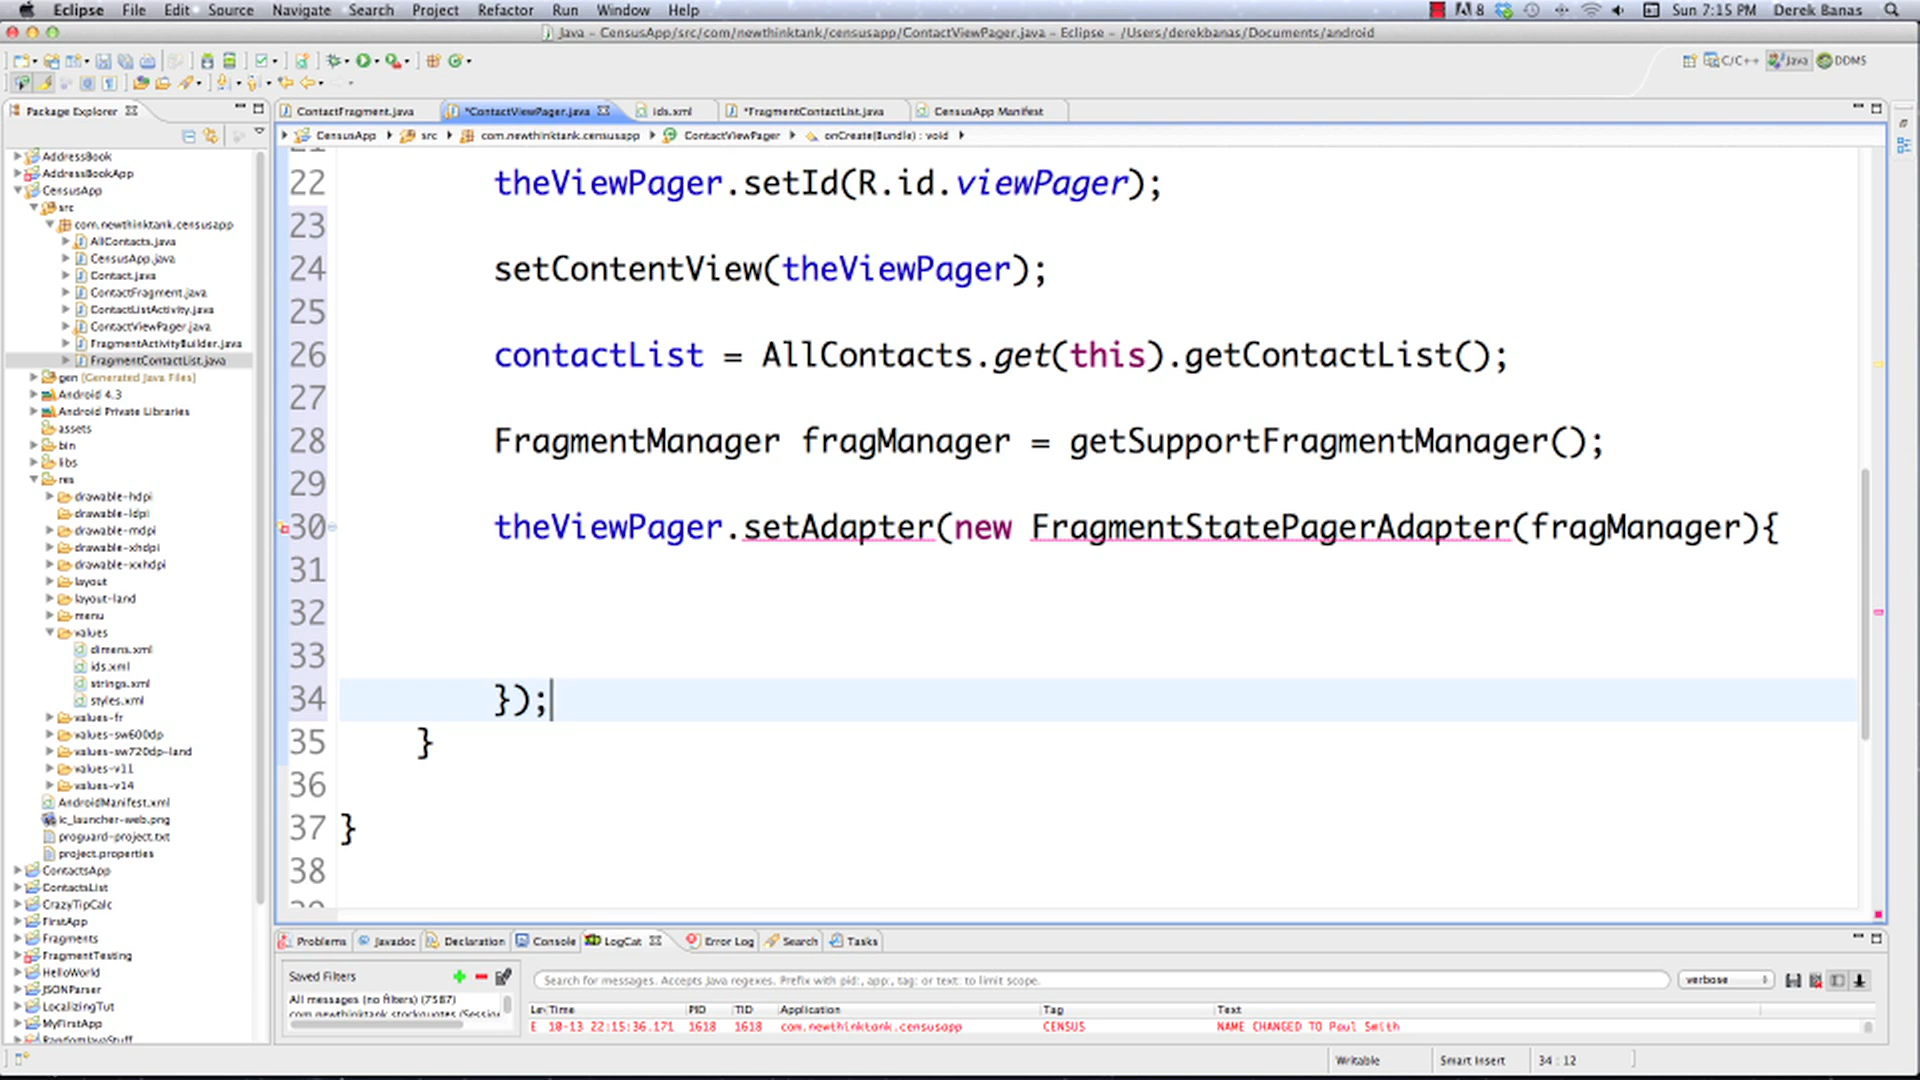 Eclipse File Edit Source Navigate Search Project Refactor Run Window Help 8 Sun 7:15 PM Derek Banas
Java – CensusApp/src/com/newthinktank/censusapp/ContactViewPager.java – Eclipse – /Users/derekbanas/Documents/android
C/C++ Java DDMS
Package Explorer
ContactFragment.java *ContactViewPager.java ids.xml *FragmentContactList.java CensusApp Manifest
CensusApp src com.newthinktank.censusapp ContactViewPager onCreate(Bundle) : void
AddressBook
AddressBookApp
CensusApp
src
com.newthinktank.censusapp
AllContacts.java
CensusApp.java
Contact.java
ContactFragment.java
ContactListActivity.java
ContactViewPager.java
FragmentActivityBuilder.java
FragmentContactList.java
gen [Generated Java Files]
Android 4.3
Android Private Libraries
assets
bin
libs
res
drawable-hdpi
drawable-ldpi
drawable-mdpi
drawable-xhdpi
drawable-xxhdpi
layout
layout-land
menu
values
dimens.xml
ids.xml
strings.xml
styles.xml
values-fr
values-sw600dp
values-sw720dp-land
values-v11
values-v14
AndroidManifest.xml
ic_launcher-web.png
proguard-project.txt
project.properties
ContactsApp
ContactsList
CrazyTipCalc
FirstApp
Fragments
FragmentTesting
HelloWorld
JSONParser
LocalizingTut
MyFirstApp
RandomJavaStuff
22 theViewPager.setId(R.id.viewPager);
23
24 setContentView(theViewPager);
25
26 contactList = AllContacts.get(this).getContactList();
27
28 FragmentManager fragManager = getSupportFragmentManager();
29
30 theViewPager.setAdapter(new FragmentStatePagerAdapter(fragManager){
31
32
33
34 });
35 }
36
37 }
38
Problems Javadoc Declaration Console LogCat Error Log Search Tasks
Saved Filters
All messages (no filters) (7587)
com.newthinktank.stockquotes (Session
Search for messages. Accepts Java regexes. Prefix with pid:, app:, tag: or text: to limit scope.
verbose
Time PID TID Application Tag Text
E 10-13 22:15:36.171 1618 1618 com.newthinktank.censusapp CENSUS NAME CHANGED TO Paul Smith
Writable Smart Insert 34 : 12